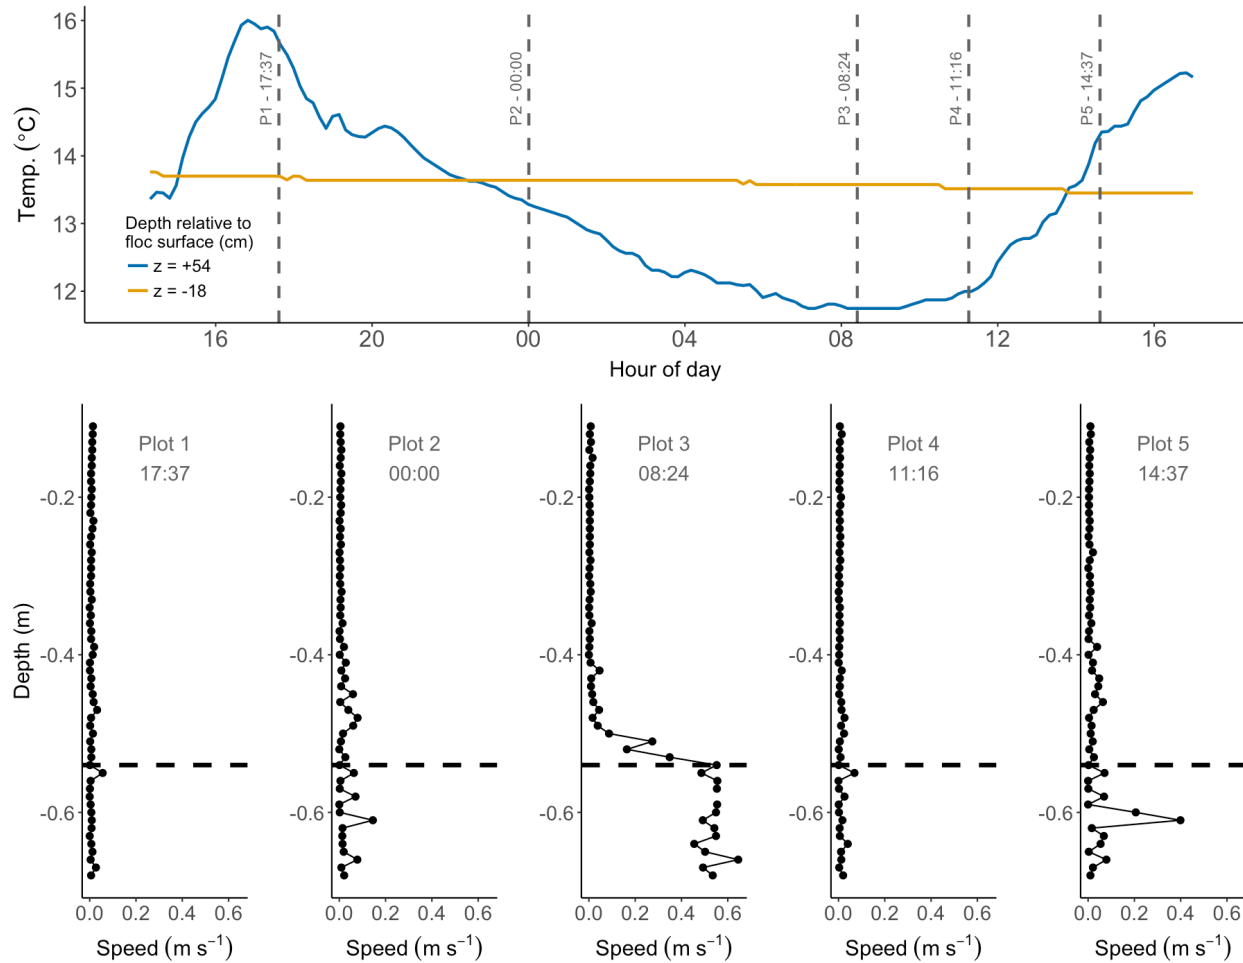 16
15
14
13
12
Temp. (°C)
P1 - 17:37
P2 - 00:00
P3 - 08:24
P4 - 11:16
P5 - 14:37
Depth relative to
floc surface (cm)
z = +54
z = -18
16 20 00 04 08 12 16
Hour of day
Plot 1
17:37
Plot 2
00:00
Plot 3
08:24
Plot 4
11:16
Plot 5
14:37
Depth (m)
-0.2 -0.2 -0.2 -0.2 -0.2
-0.4 -0.4 -0.4 -0.4 -0.4
-0.6 -0.6 -0.6 -0.6 -0.6
0.0 0.2 0.4 0.6 0.0 0.2 0.4 0.6 0.0 0.2 0.4 0.6 0.0 0.2 0.4 0.6 0.0 0.2 0.4 0.6
Speed (m s⁻¹) Speed (m s⁻¹) Speed (m s⁻¹) Speed (m s⁻¹) Speed (m s⁻¹)